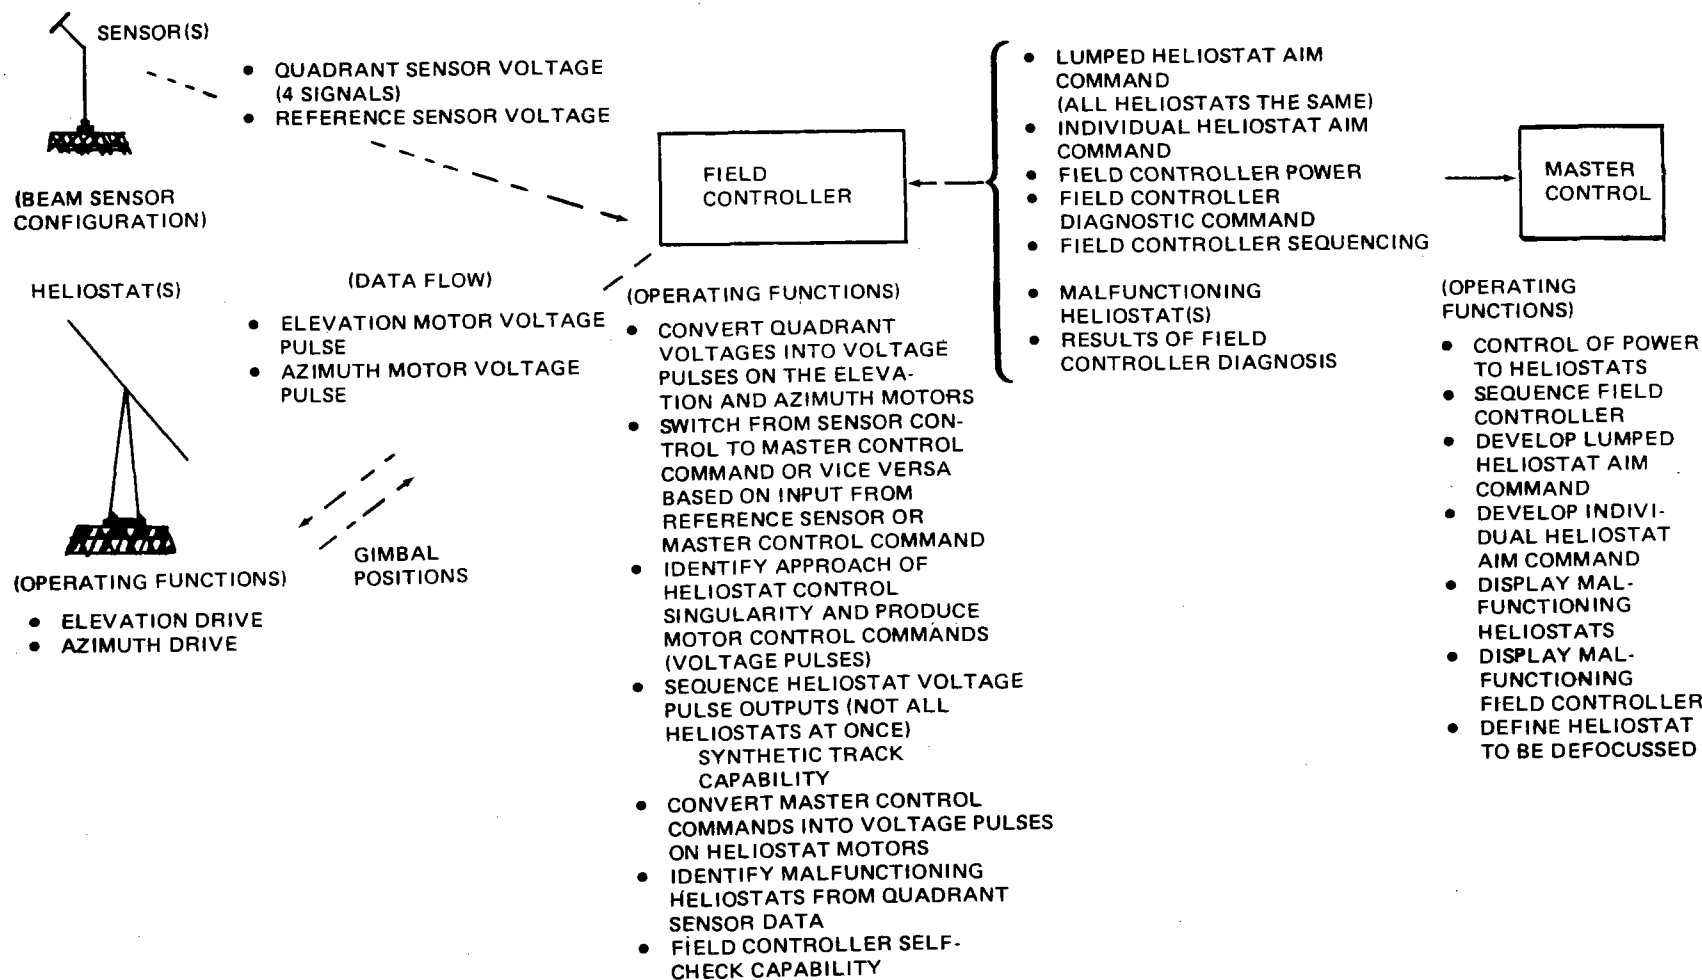 SENSOR(S)
• QUADRANT SENSOR VOLTAGE
(4 SIGNALS)
• REFERENCE SENSOR VOLTAGE
(BEAM SENSOR
CONFIGURATION)
HELIOSTAT(S)
(DATA FLOW)
• ELEVATION MOTOR VOLTAGE
PULSE
• AZIMUTH MOTOR VOLTAGE
PULSE
GIMBAL
POSITIONS
(OPERATING FUNCTIONS)
• ELEVATION DRIVE
• AZIMUTH DRIVE
FIELD
CONTROLLER
(OPERATING FUNCTIONS)
• CONVERT QUADRANT
VOLTAGES INTO VOLTAGE
PULSES ON THE ELEVA-
TION AND AZIMUTH MOTORS
• SWITCH FROM SENSOR CON-
TROL TO MASTER CONTROL
COMMAND OR VICE VERSA
BASED ON INPUT FROM
REFERENCE SENSOR OR
MASTER CONTROL COMMAND
• IDENTIFY APPROACH OF
HELIOSTAT CONTROL
SINGULARITY AND PRODUCE
MOTOR CONTROL COMMANDS
(VOLTAGE PULSES)
• SEQUENCE HELIOSTAT VOLTAGE
PULSE OUTPUTS (NOT ALL
HELIOSTATS AT ONCE)
SYNTHETIC TRACK
CAPABILITY
• CONVERT MASTER CONTROL
COMMANDS INTO VOLTAGE PULSES
ON HELIOSTAT MOTORS
• IDENTIFY MALFUNCTIONING
HELIOSTATS FROM QUADRANT
SENSOR DATA
• FIELD CONTROLLER SELF-
CHECK CAPABILITY
• LUMPED HELIOSTAT AIM
COMMAND
(ALL HELIOSTATS THE SAME)
• INDIVIDUAL HELIOSTAT AIM
COMMAND
• FIELD CONTROLLER POWER
• FIELD CONTROLLER
DIAGNOSTIC COMMAND
• FIELD CONTROLLER SEQUENCING
• MALFUNCTIONING
HELIOSTAT(S)
• RESULTS OF FIELD
CONTROLLER DIAGNOSIS
MASTER
CONTROL
(OPERATING
FUNCTIONS)
• CONTROL OF POWER
TO HELIOSTATS
• SEQUENCE FIELD
CONTROLLER
• DEVELOP LUMPED
HELIOSTAT AIM
COMMAND
• DEVELOP INDIVI-
DUAL HELIOSTAT
AIM COMMAND
• DISPLAY MAL-
FUNCTIONING
HELIOSTATS
• DISPLAY MAL-
FUNCTIONING
FIELD CONTROLLER
• DEFINE HELIOSTAT
TO BE DEFOCUSSED